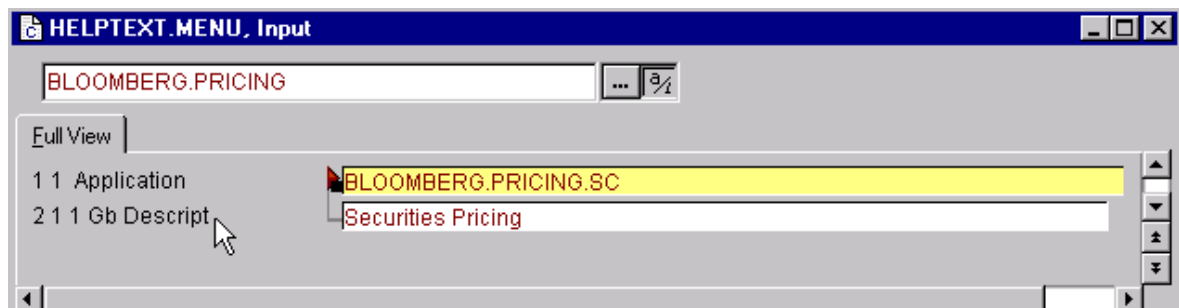 HELPTEXT.MENU, Input
BLOOMBERG.PRICING
...
a/i
Full View
1 1 Application BLOOMBERG.PRICING.SC
2 1 1 Gb Descript Securities Pricing